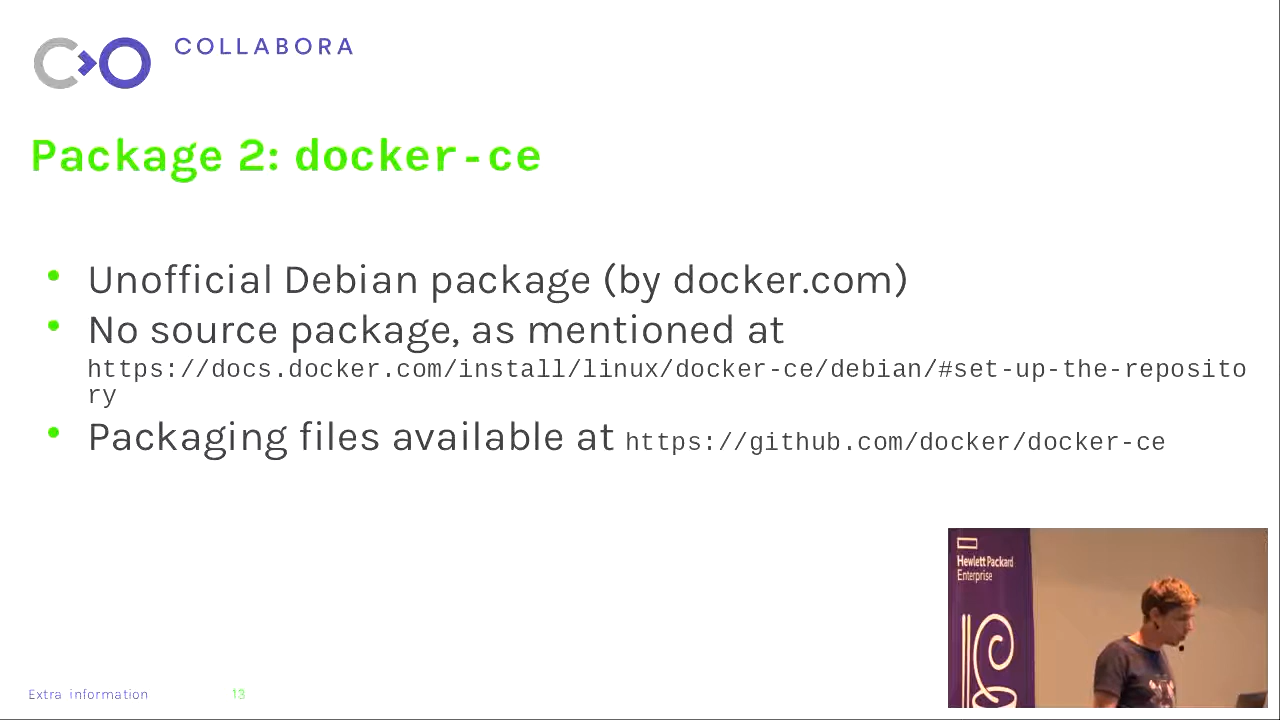 COLLABORA
Package 2: docker-ce
• Unofficial Debian package (by docker.com)
• No source package, as mentioned at
https://docs.docker.com/install/linux/docker-ce/debian/#set-up-the-reposito
ry
• Packaging files available at https://github.com/docker/docker-ce
Hewlett Packard
Enterprise
Extra information 13